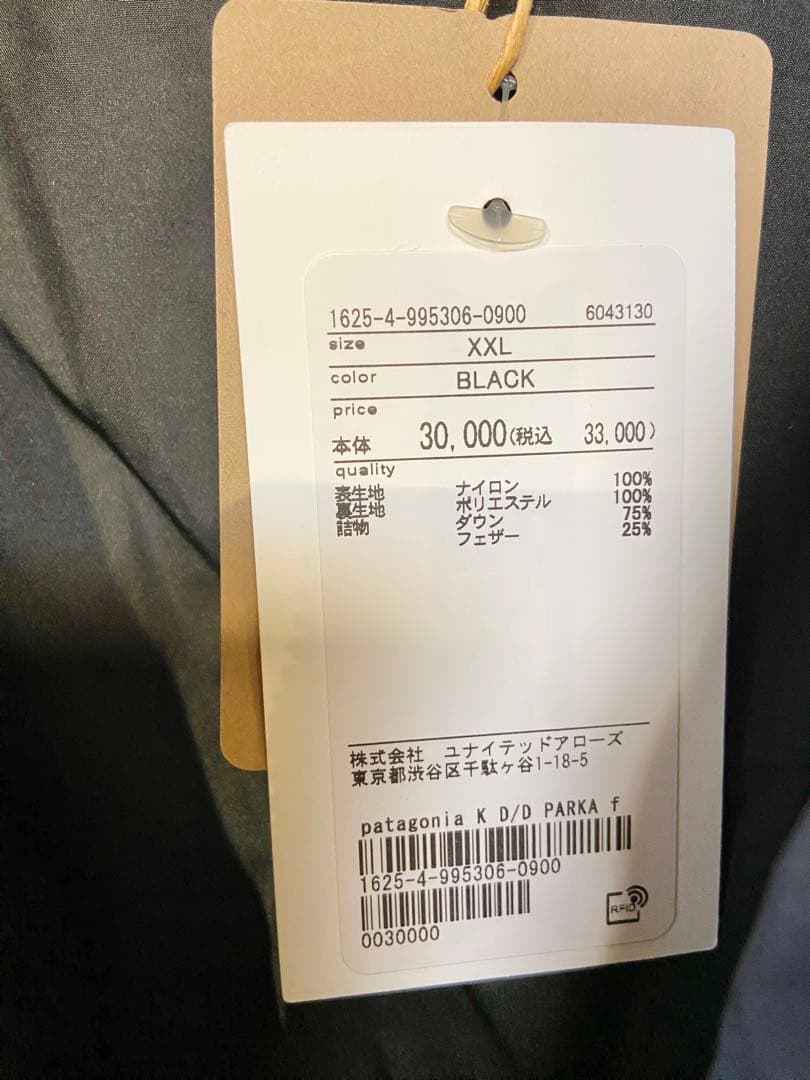 1625-4-995306-0900 6043130
size XXL
color BLACK
price
本体 30,000(税込 33,000)
quality
表生地 ナイロン 100%
裏生地 ポリエステル 100%
詰物 ダウン 75%
フェザー 25%
株式会社 ユナイテッドアローズ
東京都渋谷区千駄ヶ谷1-18-5
patagonia K D/D PARKA f
1625-4-995306-0900
0030000
RFID